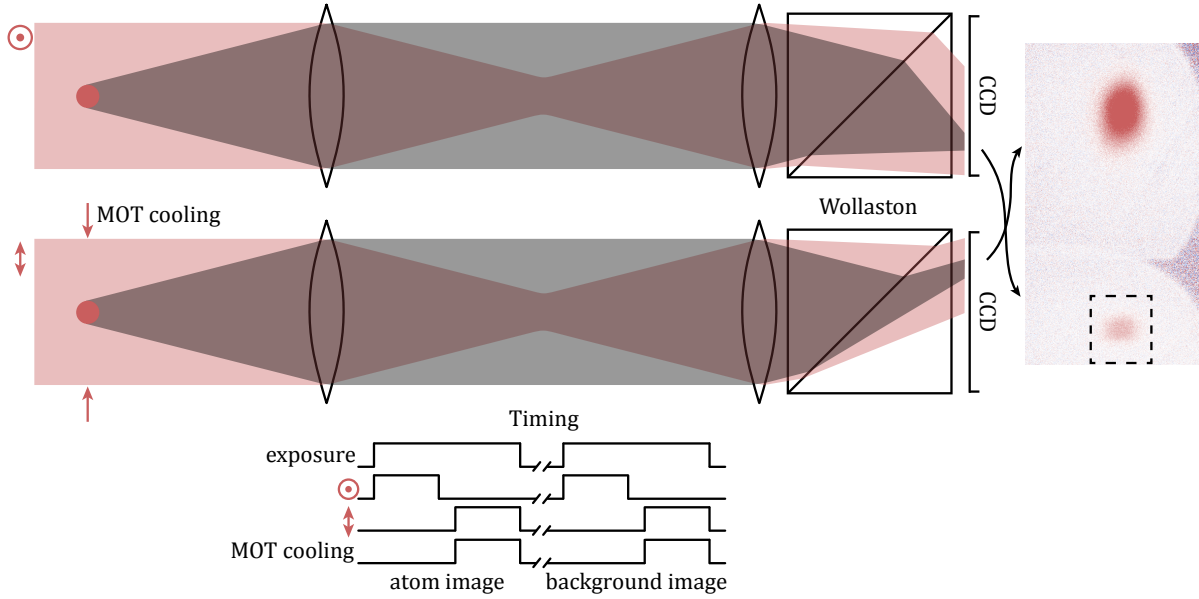 CCD
MOT cooling
Wollaston
CCD
Timing
exposure
MOT cooling
atom image
background image